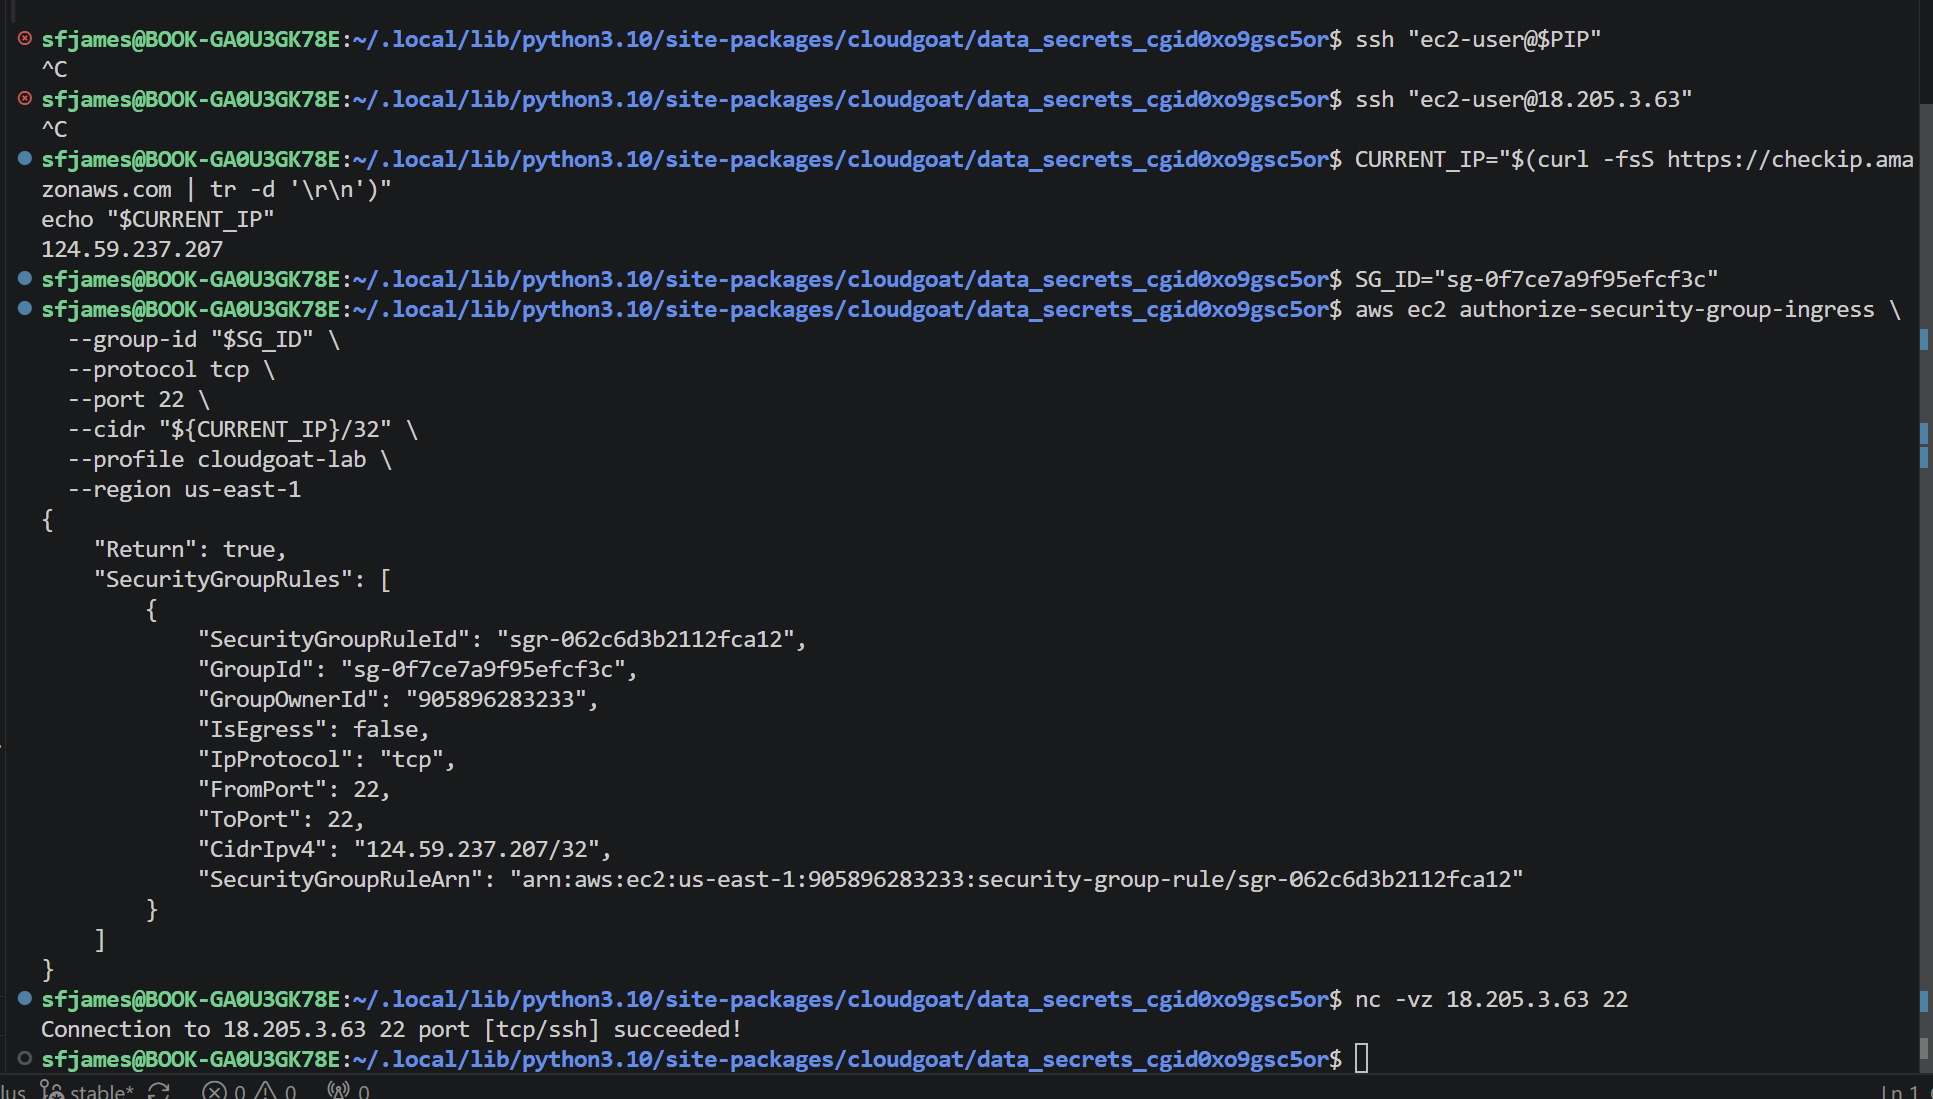 sfjames@BOOK-GA0U3GK78E:~/.local/lib/python3.10/site-packages/cloudgoat/data_secrets_cgid0xo9gsc5or$ ssh "ec2-user@$PIP"
^C
sfjames@BOOK-GA0U3GK78E:~/.local/lib/python3.10/site-packages/cloudgoat/data_secrets_cgid0xo9gsc5or$ ssh "ec2-user@18.205.3.63"
^C
sfjames@BOOK-GA0U3GK78E:~/.local/lib/python3.10/site-packages/cloudgoat/data_secrets_cgid0xo9gsc5or$ CURRENT_IP="$(curl -fsS https://checkip.ama
zonaws.com | tr -d '\r\n')"
echo "$CURRENT_IP"
124.59.237.207
sfjames@BOOK-GA0U3GK78E:~/.local/lib/python3.10/site-packages/cloudgoat/data_secrets_cgid0xo9gsc5or$ SG_ID="sg-0f7ce7a9f95efcf3c"
sfjames@BOOK-GA0U3GK78E:~/.local/lib/python3.10/site-packages/cloudgoat/data_secrets_cgid0xo9gsc5or$ aws ec2 authorize-security-group-ingress \
  --group-id "$SG_ID" \
  --protocol tcp \
  --port 22 \
  --cidr "${CURRENT_IP}/32" \
  --profile cloudgoat-lab \
  --region us-east-1
{
    "Return": true,
    "SecurityGroupRules": [
        {
            "SecurityGroupRuleId": "sgr-062c6d3b2112fca12",
            "GroupId": "sg-0f7ce7a9f95efcf3c",
            "GroupOwnerId": "905896283233",
            "IsEgress": false,
            "IpProtocol": "tcp",
            "FromPort": 22,
            "ToPort": 22,
            "CidrIpv4": "124.59.237.207/32",
            "SecurityGroupRuleArn": "arn:aws:ec2:us-east-1:905896283233:security-group-rule/sgr-062c6d3b2112fca12"
        }
    ]
}
sfjames@BOOK-GA0U3GK78E:~/.local/lib/python3.10/site-packages/cloudgoat/data_secrets_cgid0xo9gsc5or$ nc -vz 18.205.3.63 22
Connection to 18.205.3.63 22 port [tcp/ssh] succeeded!
sfjames@BOOK-GA0U3GK78E:~/.local/lib/python3.10/site-packages/cloudgoat/data_secrets_cgid0xo9gsc5or$
lus stable* 0 0 0 Ln 1